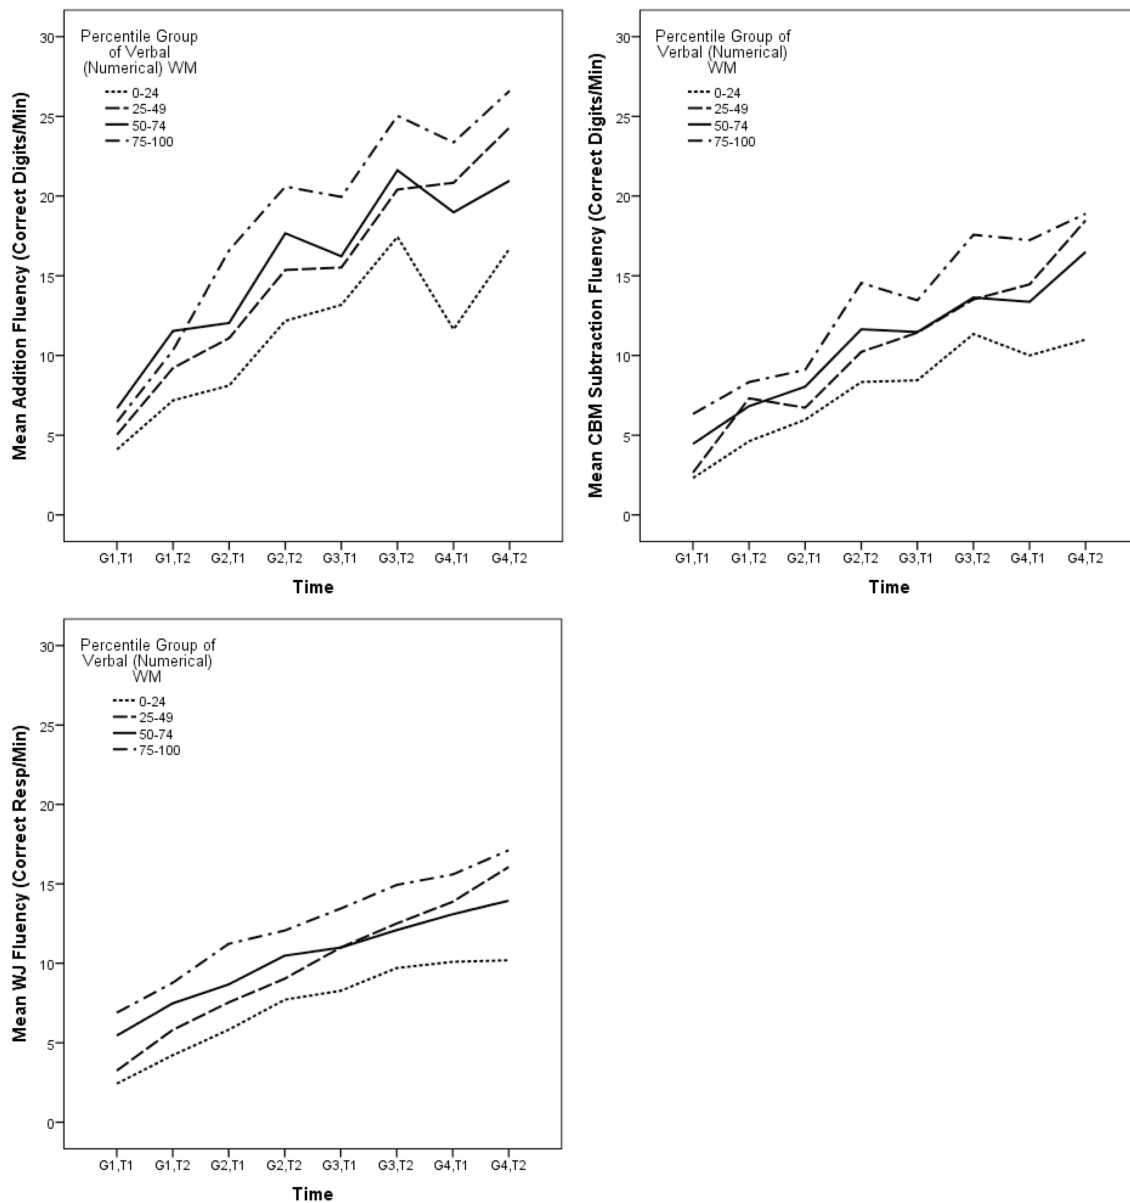 Percentile Group
of Verbal
(Numerical) WM
0-24
25-49
50-74
75-100
Mean Addition Fluency (Correct Digits/Min)
30
25
20
15
10
5
0
G1,T1 G1,T2 G2,T1 G2,T2 G3,T1 G3,T2 G4,T1 G4,T2
Time
Percentile Group of
Verbal (Numerical)
WM
0-24
25-49
50-74
75-100
Mean CBM Subtraction Fluency (Correct Digits/Min)
30
25
20
15
10
5
0
G1,T1 G1,T2 G2,T1 G2,T2 G3,T1 G3,T2 G4,T1 G4,T2
Time
Percentile Group of
Verbal (Numerical)
WM
0-24
25-49
50-74
75-100
Mean WJ Fluency (Correct Resp/Min)
30
25
20
15
10
5
0
G1,T1 G1,T2 G2,T1 G2,T2 G3,T1 G3,T2 G4,T1 G4,T2
Time